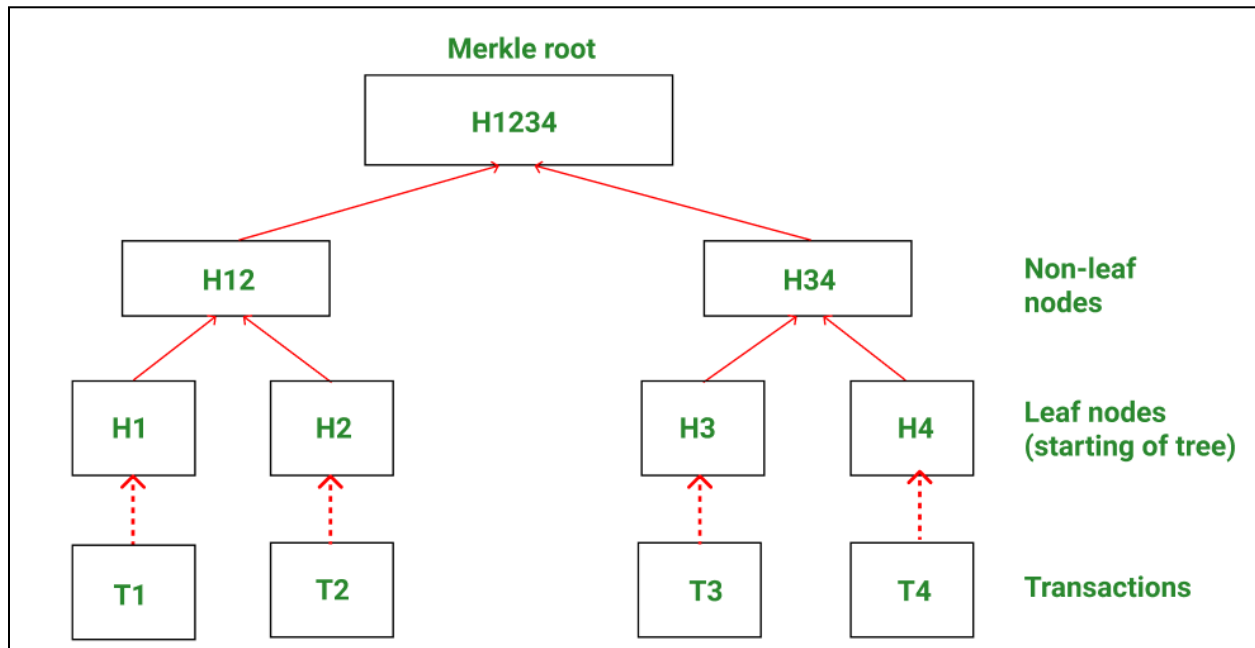 Merkle root
H1234
H12
H34
Non-leaf
nodes
H1
H2
H3
H4
Leaf nodes
(starting of tree)
T1
T2
T3
T4
Transactions